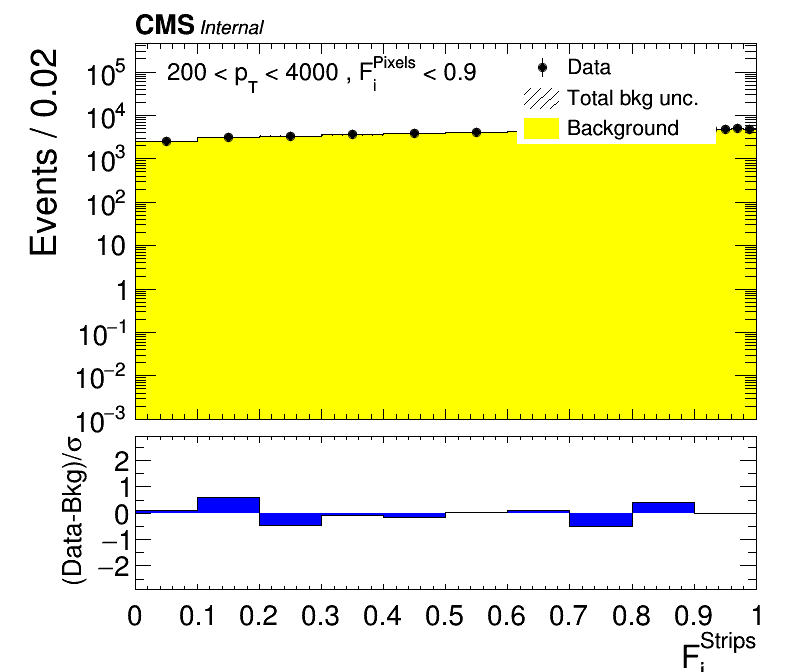 CMS Internal
Events / 0.02
200 < p_T < 4000 , F_i^Pixels < 0.9
Data
Total bkg unc.
Background
10^5
10^4
10^3
10^2
10
1
10^−1
10^−2
10^−3
(Data-Bkg)/σ
2
1
0
−1
−2
0 0.1 0.2 0.3 0.4 0.5 0.6 0.7 0.8 0.9 1
F_i^Strips